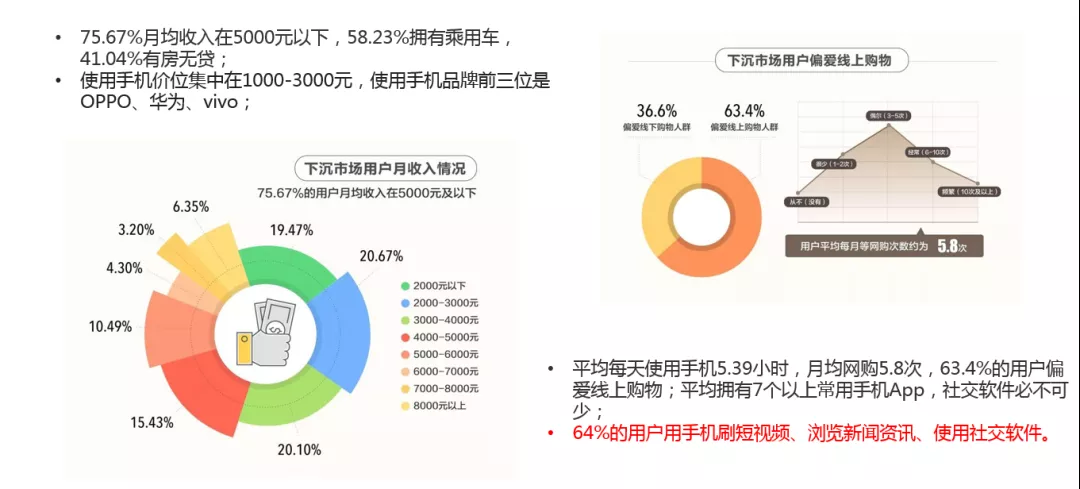 • 75.67%月均收入在5000元以下，58.23%拥有乘用车，
41.04%有房无贷；
• 使用手机价位集中在1000-3000元，使用手机品牌前三位是
OPPO、华为、vivo；
下沉市场用户月收入情况
75.67%的用户月均收入在5000元及以下
6.35%
3.20%
4.30%
10.49%
15.43%
20.10%
20.67%
19.47%
2000元以下
2000-3000元
3000-4000元
4000-5000元
5000-6000元
6000-7000元
7000-8000元
8000元以上
下沉市场用户偏爱线上购物
36.6%
偏爱线下购物人群
63.4%
偏爱线上购物人群
从不（没有）
很少（1-2次）
偶尔（3-5次）
经常（6-10次）
频繁（10次及以上）
用户平均每月等网购次数约为 5.8次
• 平均每天使用手机5.39小时，月均网购5.8次，63.4%的用户偏
爱线上购物；平均拥有7个以上常用手机App，社交软件必不可
少；
• 64%的用户用手机刷短视频、浏览新闻资讯、使用社交软件。